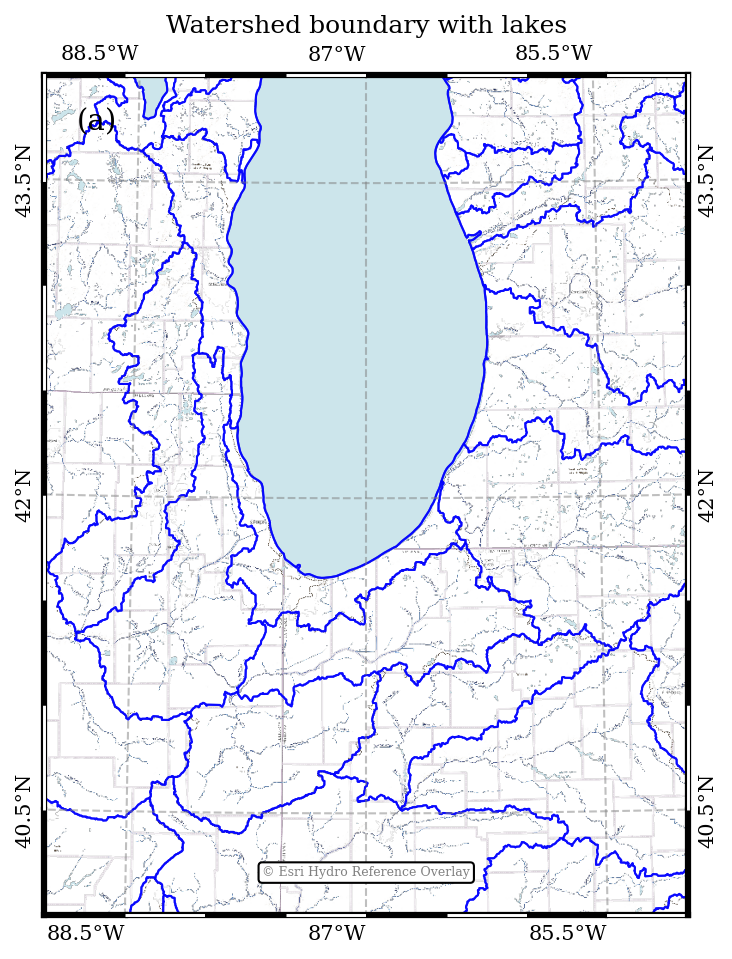 Watershed boundary with lakes
88.5°W 87°W 85.5°W
(a)
43.5°N 43.5°N
42°N 42°N
40.5°N 40.5°N
© Esri Hydro Reference Overlay
88.5°W 87°W 85.5°W